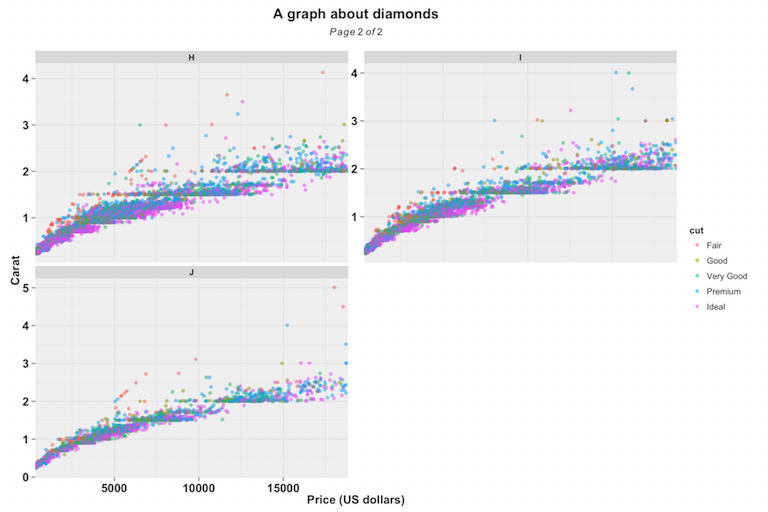 A graph about diamonds
Page 2 of 2
H
I
4
3
2
1
4
3
2
1
J
5
4
3
2
1
0
5000 10000 15000
Carat
Price (US dollars)
cut
Fair
Good
Very Good
Premium
Ideal